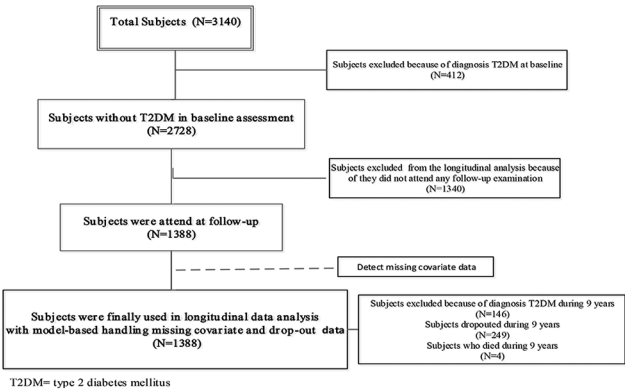 Total Subjects (N=3140)
Subjects excluded because of diagnosis T2DM at baseline
(N=412)
Subjects without T2DM in baseline assessment
(N=2728)
Subjects excluded from the longitudinal analysis because
of they did not attend any follow-up examination
(N=1340)
Subjects were attend at follow-up
(N=1388)
Detect missing covariate data
Subjects were finally used in longitudinal data analysis
with model-based handling missing covariate and drop-out data
(N=1388)
Subjects excluded because of diagnosis T2DM during 9 years
(N=146)
Subjects dropouted during 9 years
(N=249)
Subjects who died during 9 years
(N=4)
T2DM= type 2 diabetes mellitus